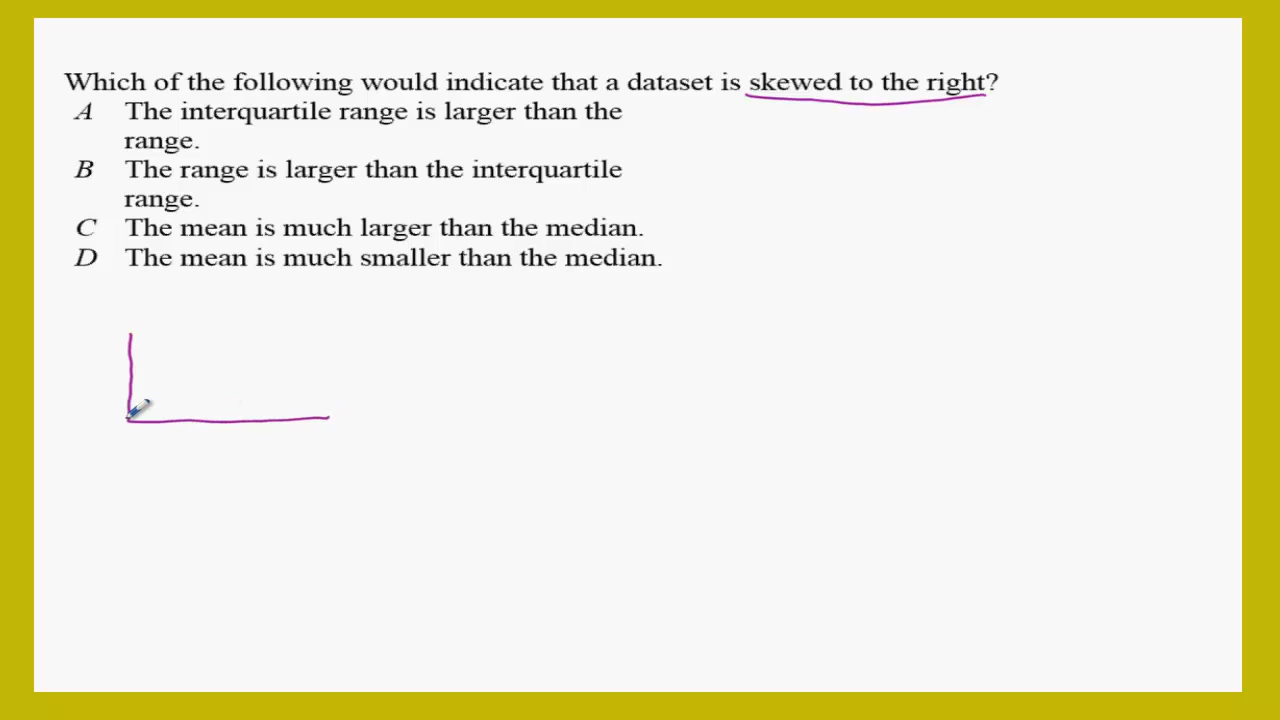 Which of the following would indicate that a dataset is skewed to the right?
A The interquartile range is larger than the
range.
B The range is larger than the interquartile
range.
C The mean is much larger than the median.
D The mean is much smaller than the median.